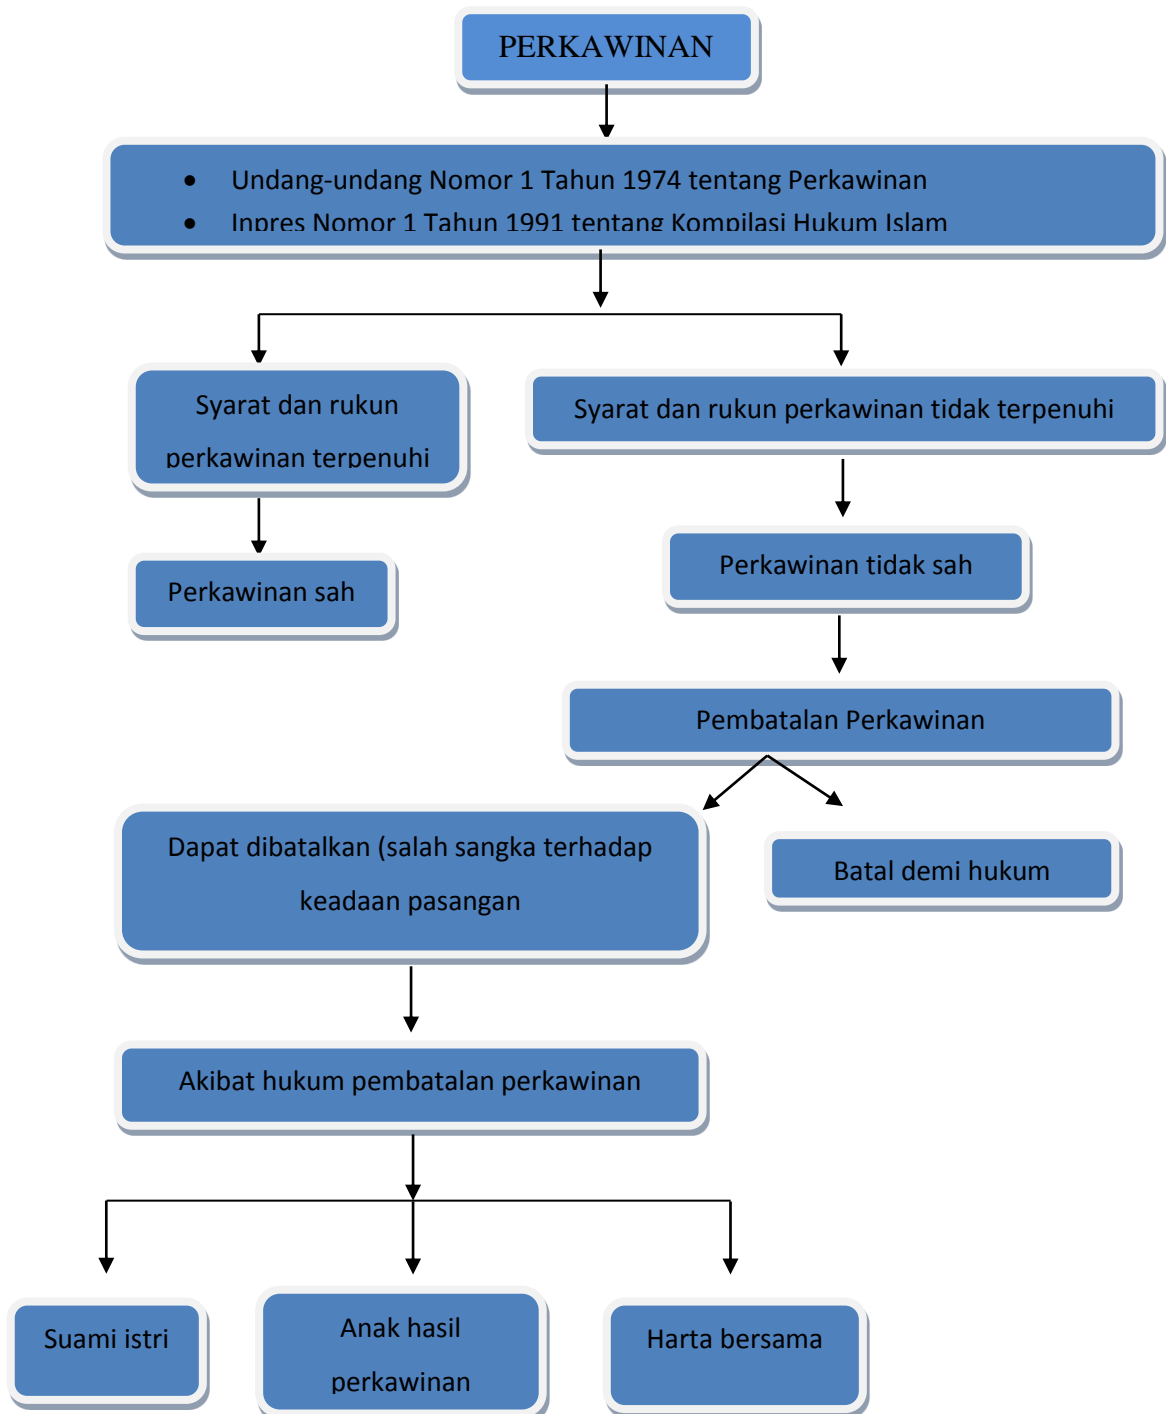 PERKAWINAN
• Undang-undang Nomor 1 Tahun 1974 tentang Perkawinan
• Inpres Nomor 1 Tahun 1991 tentang Kompilasi Hukum Islam
Syarat dan rukun
perkawinan terpenuhi
Syarat dan rukun perkawinan tidak terpenuhi
Perkawinan sah
Perkawinan tidak sah
Pembatalan Perkawinan
Dapat dibatalkan (salah sangka terhadap
keadaan pasangan
Batal demi hukum
Akibat hukum pembatalan perkawinan
Suami istri
Anak hasil
perkawinan
Harta bersama